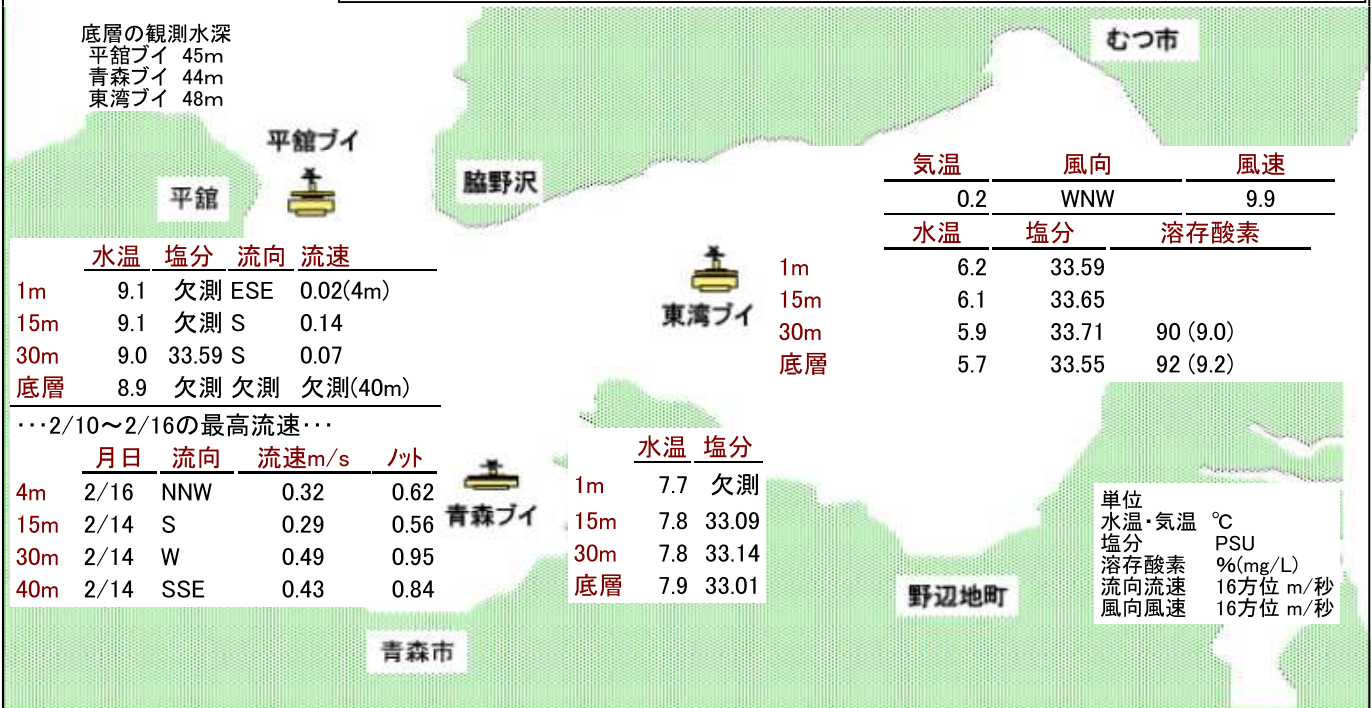 底層の観測水深
平舘ブイ 45m
青森ブイ 44m
東湾ブイ 48m
むつ市
平舘ブイ
脇野沢
平舘
気温 風向 風速
0.2 WNW 9.9
水温 塩分 溶存酸素
1m 6.2 33.59
15m 6.1 33.65
30m 5.9 33.71 90 (9.0)
底層 5.7 33.55 92 (9.2)
東湾ブイ
水温 塩分 流向 流速
1m 9.1 欠測 ESE 0.02(4m)
15m 9.1 欠測 S 0.14
30m 9.0 33.59 S 0.07
底層 8.9 欠測 欠測 欠測(40m)
･･･2/10～2/16の最高流速･･･
月日 流向 流速m/s ﾉｯﾄ
4m 2/16 NNW 0.32 0.62
15m 2/14 S 0.29 0.56
30m 2/14 W 0.49 0.95
40m 2/14 SSE 0.43 0.84
青森ブイ
水温 塩分
1m 7.7 欠測
15m 7.8 33.09
30m 7.8 33.14
底層 7.9 33.01
単位
水温・気温 ℃
塩分 PSU
溶存酸素 %(mg/L)
流向流速 16方位 m/秒
風向風速 16方位 m/秒
野辺地町
青森市